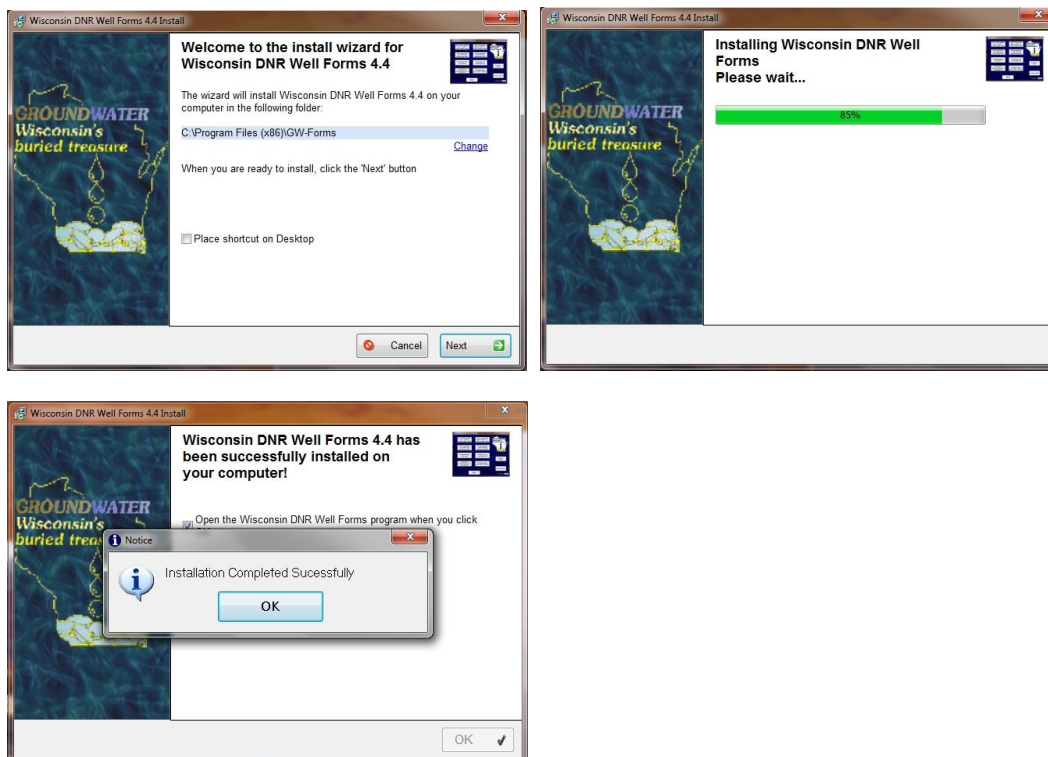 Wisconsin DNR Well Forms 4.4 Install
Welcome to the install wizard for
Wisconsin DNR Well Forms 4.4
The wizard will install Wisconsin DNR Well Forms 4.4 on your
computer in the following folder:
C:\Program Files (x86)\GW-Forms
Change
When you are ready to install, click the 'Next' button
Place shortcut on Desktop
GROUNDWATER
Wisconsin's
buried treasure
Cancel
Next
Wisconsin DNR Well Forms 4.4 Install
Installing Wisconsin DNR Well
Forms
Please wait...
85%
GROUNDWATER
Wisconsin's
buried treasure
Wisconsin DNR Well Forms 4.4 Install
Wisconsin DNR Well Forms 4.4 has
been successfully installed on
your computer!
Open the Wisconsin DNR Well Forms program when you click
GROUNDWATER
Wisconsin's
buried
Notice
Installation Completed Sucessfully
OK
OK